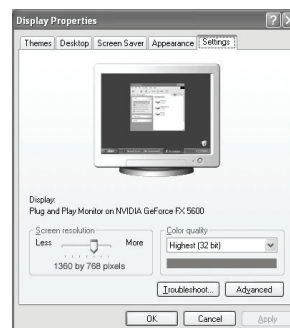 Display Properties
Themes Desktop Screen Saver Appearance Settings
Display:
Plug and Play Monitor on NVIDIA GeForce FX 5600
Screen resolution
Less More
1360 by 768 pixels
Color quality
Highest (32 bit)
Troubleshoot... Advanced
OK Cancel Apply